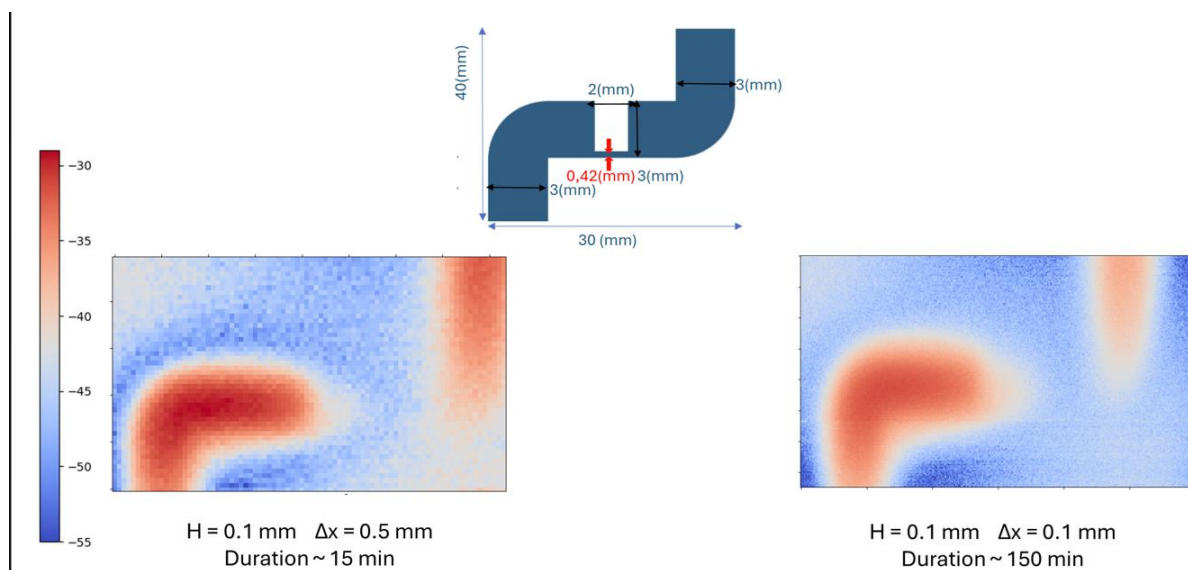 40(mm)
2(mm)
3(mm)
0,42(mm)
3(mm)
3(mm)
30 (mm)
−30
−35
−40
−45
−50
−55
H = 0.1 mm   Δx = 0.5 mm
Duration ~ 15 min
H = 0.1 mm   Δx = 0.1 mm
Duration ~ 150 min